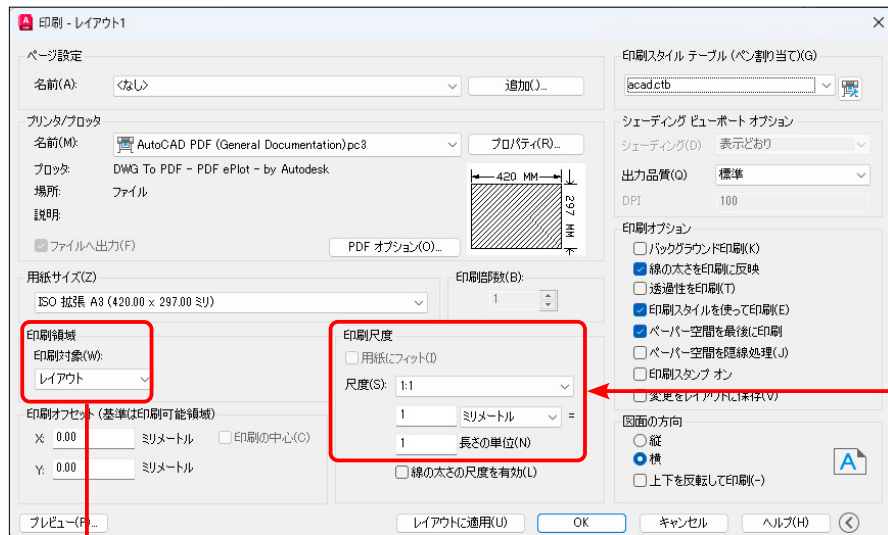 印刷 - レイアウト1
ページ設定
名前(A):
<なし>
追加()...
プリンタ/プロッタ
名前(M):
AutoCAD PDF (General Documentation).pc3
プロパティ(R)...
プロッタ:
DWG To PDF - PDF ePlot - by Autodesk
場所:
ファイル
説明:
420 MM
297 MM
ファイルへ出力(F)
PDF オプション(O)...
用紙サイズ(Z)
ISO 拡張 A3 (420.00 x 297.00 ミリ)
印刷部数(B):
1
印刷領域
印刷対象(W):
レイアウト
印刷オフセット (基準は印刷可能領域)
X: 0.00 ミリメートル
印刷の中心(C)
Y: 0.00 ミリメートル
印刷尺度
用紙にフィット(I)
尺度(S): 1:1
1 ミリメートル =
1 長さの単位(N)
線の太さの尺度を有効(L)
印刷スタイル テーブル (ペン割り当て)(G)
acad.ctb
シェーディング ビューポート オプション
シェーディング(D) 表示どおり
出力品質(Q) 標準
DPI 100
印刷オプション
バックグラウンド印刷(K)
線の太さを印刷に反映
透過性を印刷(T)
印刷スタイルを使って印刷(E)
ペーパー空間を最後に印刷
ペーパー空間を隠線処理(J)
印刷スタンプ オン
変更をレイアウトに保存(V)
図面の方向
縦
横
上下を反転して印刷(-)
A
プレビュー(P)...
レイアウトに適用(U)
OK
キャンセル
ヘルプ(H)